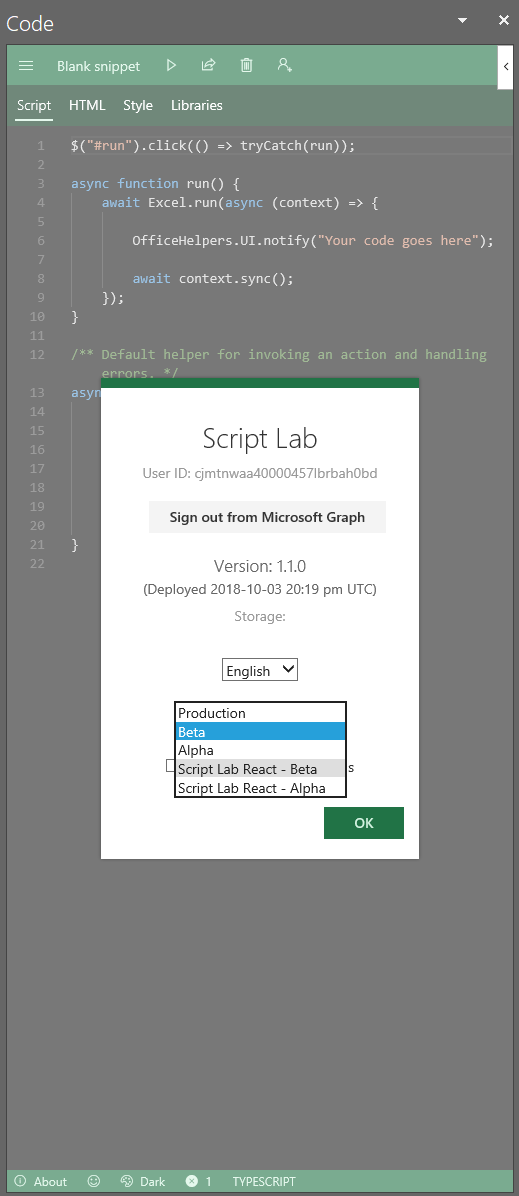 Code
Blank snippet
Script HTML Style Libraries
1 $("#run").click(() => tryCatch(run));
2
3 async function run() {
4 await Excel.run(async (context) => {
5
6 OfficeHelpers.UI.notify("Your code goes here");
7
8 await context.sync();
9 });
10 }
11
12 /** Default helper for invoking an action and handling
errors. */
13 asyn
14
15
16
17
18
19
20
21 }
22
Script Lab
User ID: cjmtnwaa40000457lbrbah0bd
Sign out from Microsoft Graph
Version: 1.1.0
(Deployed 2018-10-03 20:19 pm UTC)
Storage:
English
Production
Beta
Alpha
Script Lab React - Beta
s
Script Lab React - Alpha
OK
About Dark 1 TYPESCRIPT